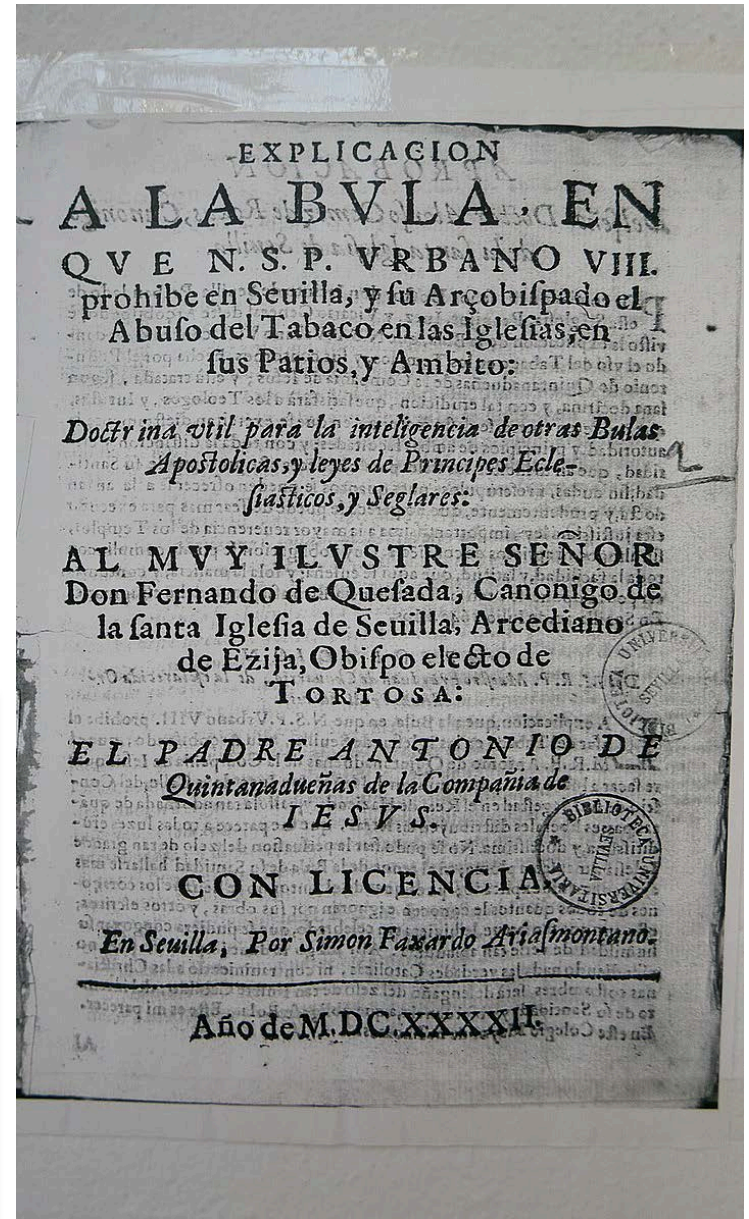 EXPLICACION
A LA BVLA, EN
QVE N. S. P. VRBANO VIII.
prohibe en Seuilla, y ſu Arçobiſpado el
Abuſo del Tabaco en las Igleſias, en
ſus Patios, y Ambito:
Doctrina vtil para la inteligencia de otras Bulas
Apoſtolicas, y leyes de Principes Ecle-
ſiaſticos, y Seglares:
AL MVY ILVSTRE SEÑOR
Don Fernando de Queſada, Canonigo de
la ſanta Igleſia de Seuilla, Arcediano
de Ezija, Obiſpo electo de
TORTOSA:
EL PADRE ANTONIO DE
Quintanadueñas de la Compañia de
IESVS.
CON LICENCIA,
BIBLIOTECA UNIVERSITARIA
SEVILLA
En Seuilla, Por Simon Faxardo Ariaſmontano.
Año de M.DC.XXXXII.